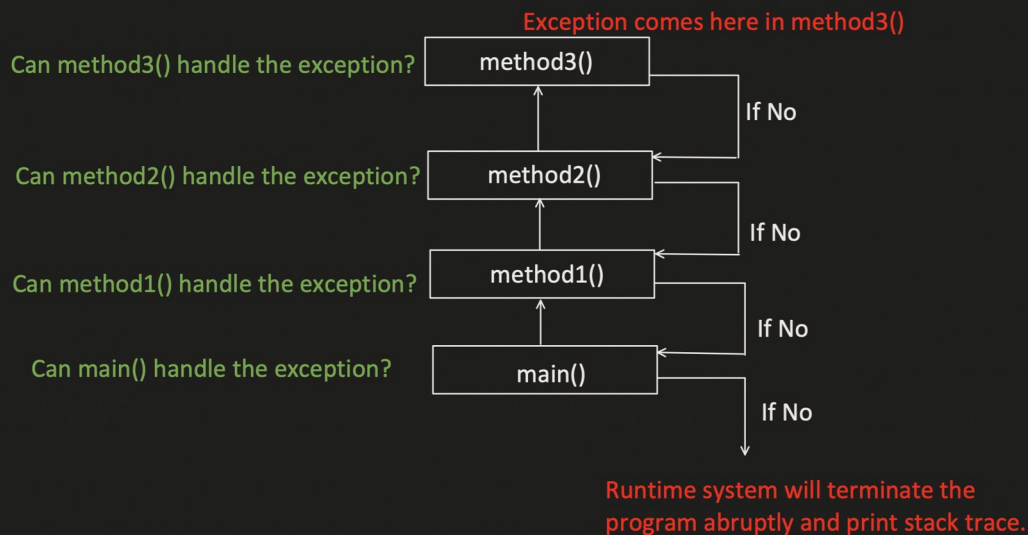 Exception comes here in method3()
Can method3() handle the exception?
method3()
If No
Can method2() handle the exception?
method2()
If No
Can method1() handle the exception?
method1()
If No
Can main() handle the exception?
main()
If No
Runtime system will terminate the
program abruptly and print stack trace.